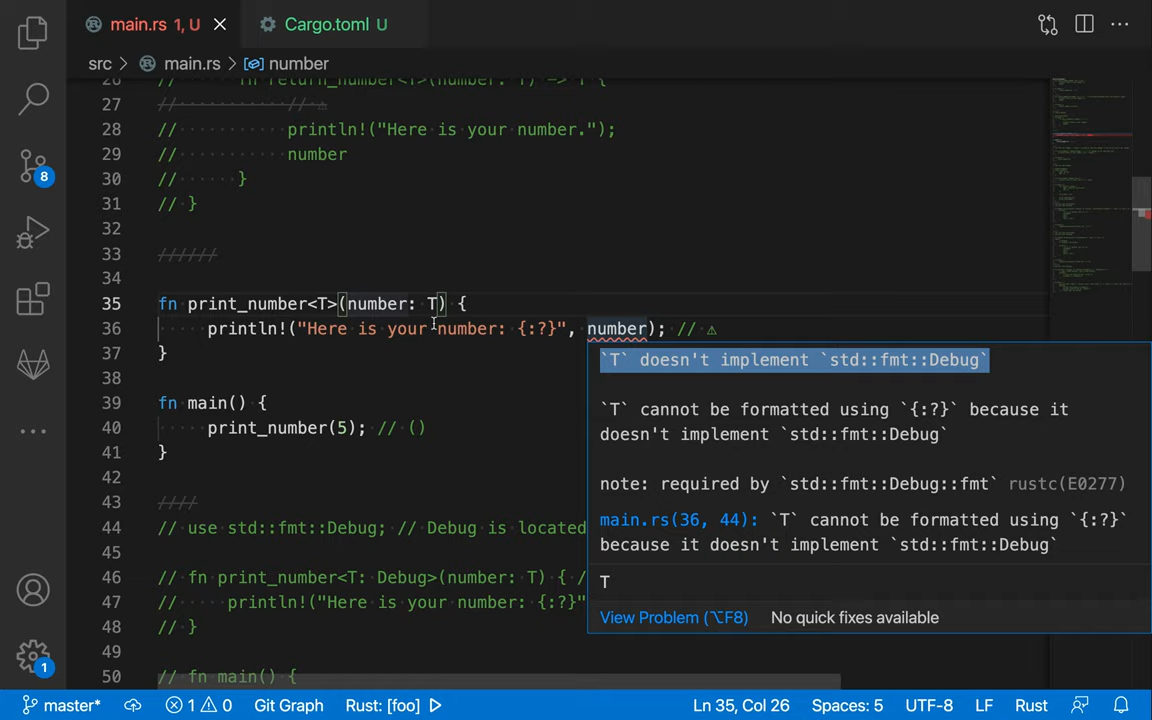 main.rs 1, U
Cargo.toml U
src > main.rs > number
26 // fn return_number<T>(number: T) -> T {
27 // //
28 // println!("Here is your number.");
29 // number
30 // }
31 // }
32
33 //////
34
35 fn print_number<T>(number: T) {
36 println!("Here is your number: {:?}", number); // ⚠
37 }
38
39 fn main() {
40 print_number(5); // ()
41 }
42
43 ////
44 // use std::fmt::Debug; // Debug is located
45
46 // fn print_number<T: Debug>(number: T) { /
47 // println!("Here is your number: {:?}"
48 // }
49
50 // fn main() {
`T` doesn't implement `std::fmt::Debug`
`T` cannot be formatted using `{:?}` because it
doesn't implement `std::fmt::Debug`
note: required by `std::fmt::Debug::fmt` rustc(E0277)
main.rs(36, 44): `T` cannot be formatted using `{:?}`
because it doesn't implement `std::fmt::Debug`
T
View Problem (⌥F8) No quick fixes available
8
1
master* 1 0 Git Graph Rust: [foo] Ln 35, Col 26 Spaces: 5 UTF-8 LF Rust